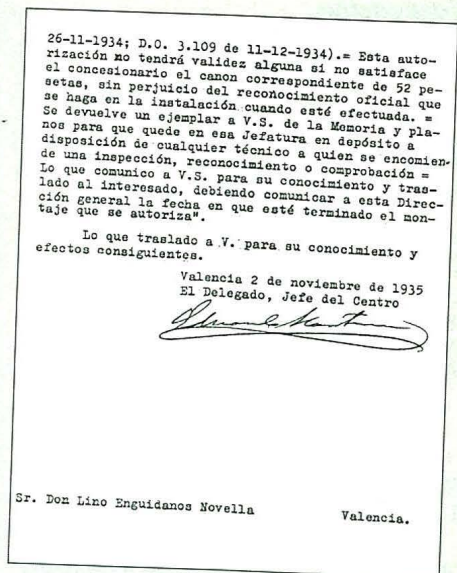 26-11-1934; D.O. 3.109 de 11-12-1934).= Esta auto-
rización no tendrá validez alguna si no satisface
el concesionario el canon correspondiente de 52 pe-
setas, sin perjuicio del reconocimiento oficial que
se haga en la instalación cuando esté efectuada. =
Se devuelve un ejemplar a V.S. de la Memoria y pla-
nos para que quede en esa Jefatura en depósito a
disposición de cualquier técnico a quien se encomien-
de una inspección, reconocimiento o comprobación =
Lo que comunico a V.S. para su conocimiento y tras-
lado al interesado, debiendo comunicar a esta Direc-
ción general la fecha en que esté terminado el mon-
taje que se autoriza".
Lo que traslado a V. para su conocimiento y
efectos consiguientes.
Valencia 2 de noviembre de 1935
El Delegado, Jefe del Centro
Sr. Don Lino Enguidanos Novella
Valencia.